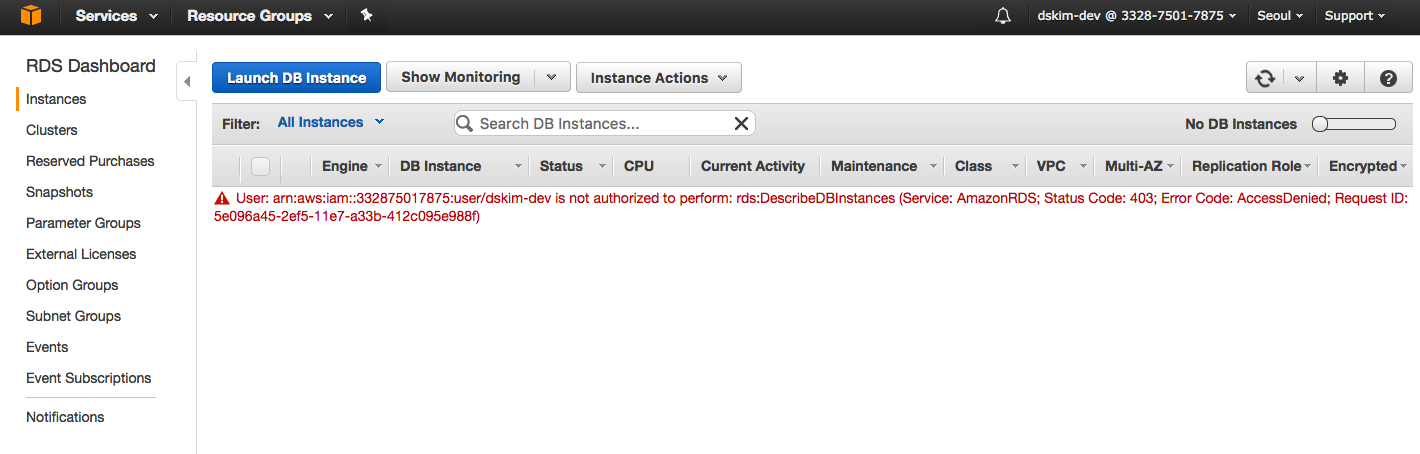 Services Resource Groups dskim-dev @ 3328-7501-7875 Seoul Support
RDS Dashboard
Instances
Clusters
Reserved Purchases
Snapshots
Parameter Groups
External Licenses
Option Groups
Subnet Groups
Events
Event Subscriptions
Notifications
Launch DB Instance Show Monitoring Instance Actions
Filter: All Instances Search DB Instances... No DB Instances
Engine DB Instance Status CPU Current Activity Maintenance Class VPC Multi-AZ Replication Role Encrypted
User: arn:aws:iam::332875017875:user/dskim-dev is not authorized to perform: rds:DescribeDBInstances (Service: AmazonRDS; Status Code: 403; Error Code: AccessDenied; Request ID:
5e096a45-2ef5-11e7-a33b-412c095e988f)